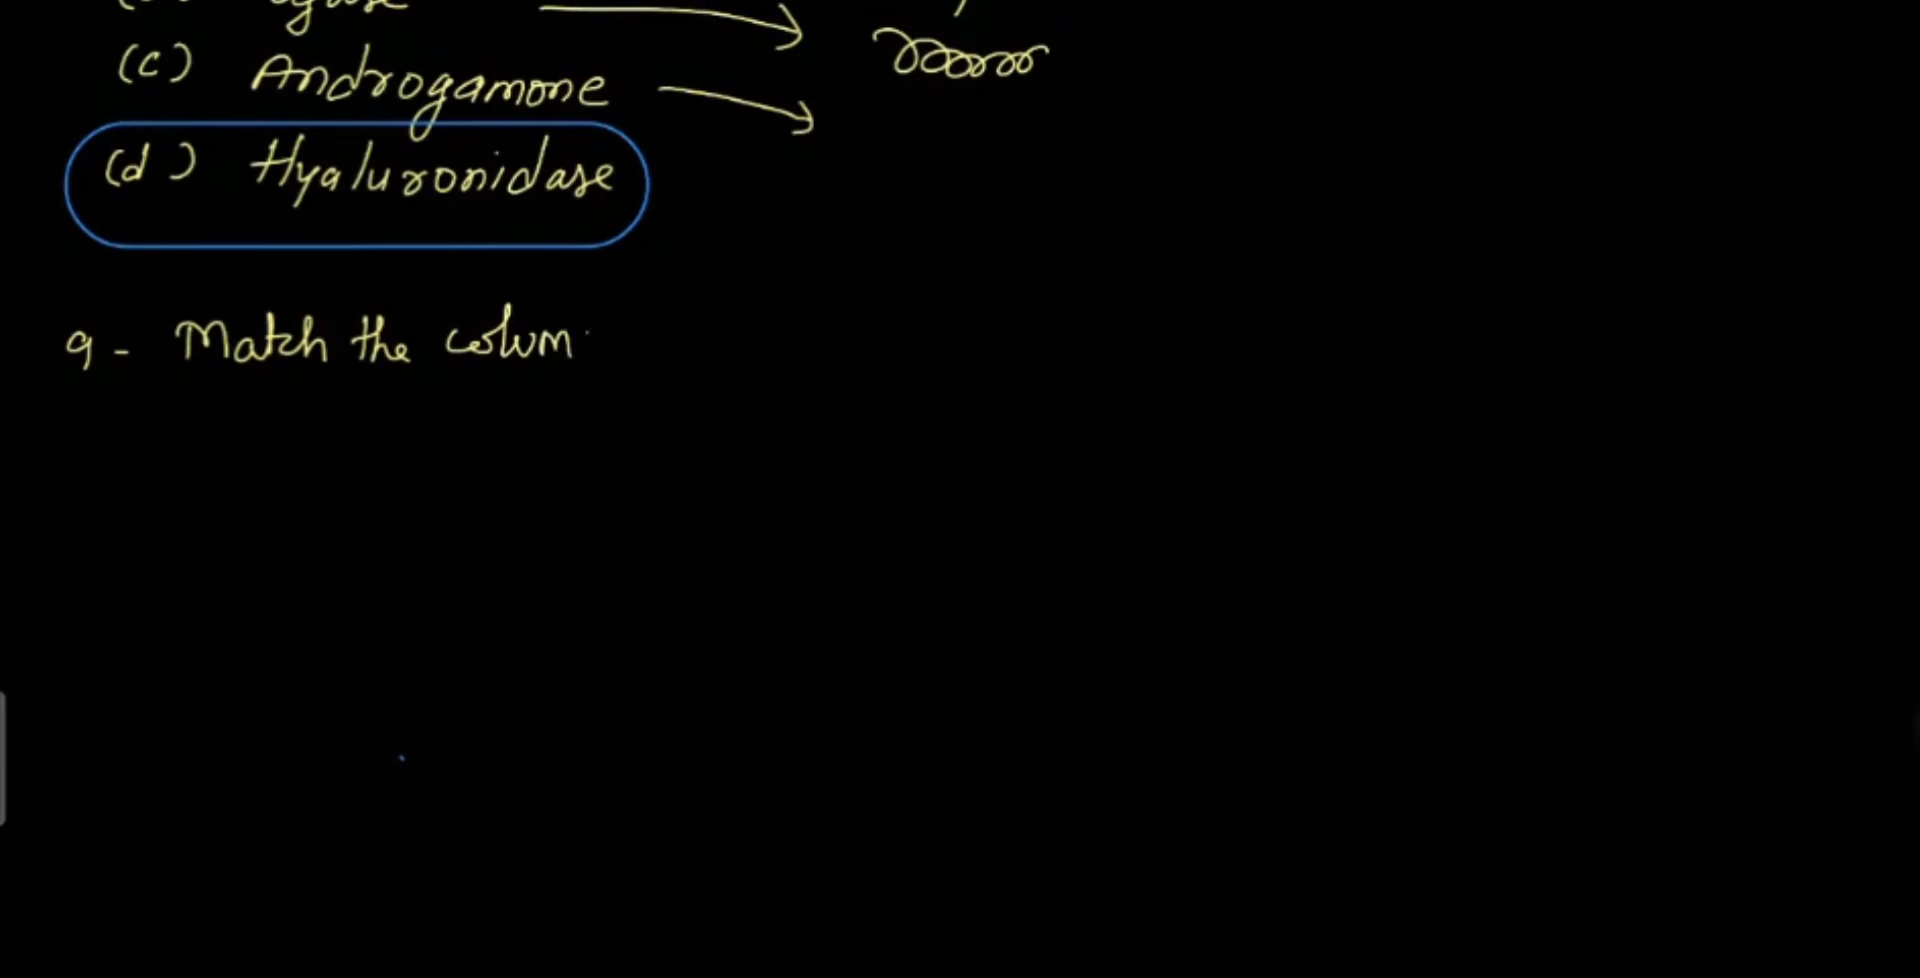 (c) Androgamone
(d) Hyaluronidase
9 - Match the colum